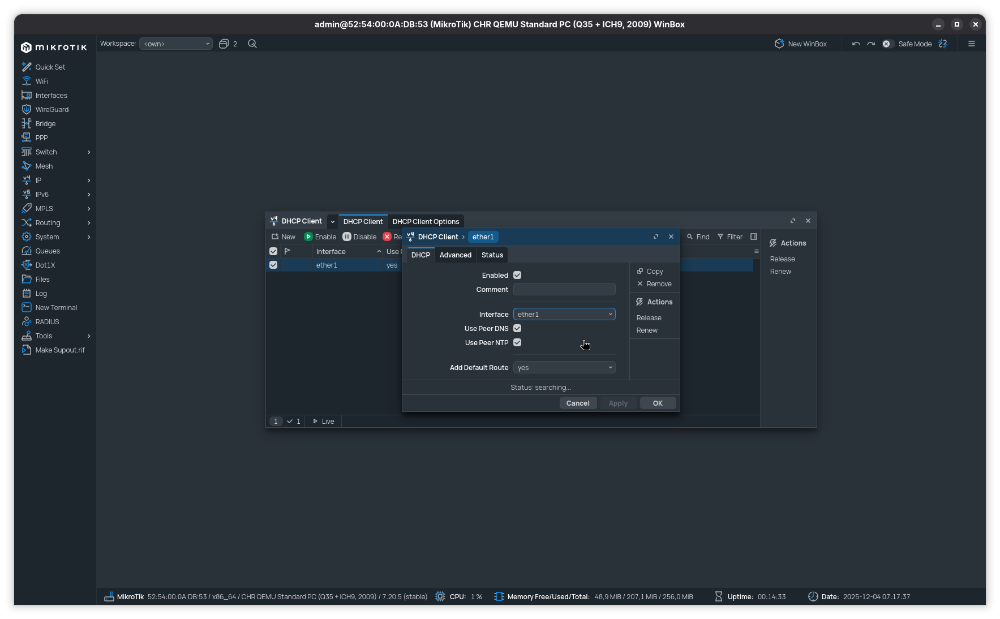 admin@52:54:00:0A:DB:53 (MikroTik) CHR QEMU Standard PC (Q35 + ICH9, 2009) WinBox
mikrotik
Workspace: <own> 2
New WinBox Safe Mode
Quick Set
WiFi
Interfaces
WireGuard
Bridge
PPP
Switch
Mesh
IP
IPv6
MPLS
Routing
System
Queues
Dot1X
Files
Log
New Terminal
RADIUS
Tools
Make Supout.rif
DHCP Client DHCP Client DHCP Client Options
New Enable Disable Re Find Filter
Interface Use
ether1 yes
Actions
Release
Renew
DHCP Client › ether1
DHCP Advanced Status
Enabled
Comment
Interface ether1
Use Peer DNS
Use Peer NTP
Add Default Route yes
Copy
Remove
Actions
Release
Renew
Status: searching...
Cancel Apply OK
1 1 Live
MikroTik 52:54:00:0A:DB:53 / x86_64 / CHR QEMU Standard PC (Q35 + ICH9, 2009) / 7.20.5 (stable) CPU: 1 % Memory Free/Used/Total: 48,9 MiB / 207,1 MiB / 256,0 MiB Uptime: 00:14:33 Date: 2025-12-04 07:17:37